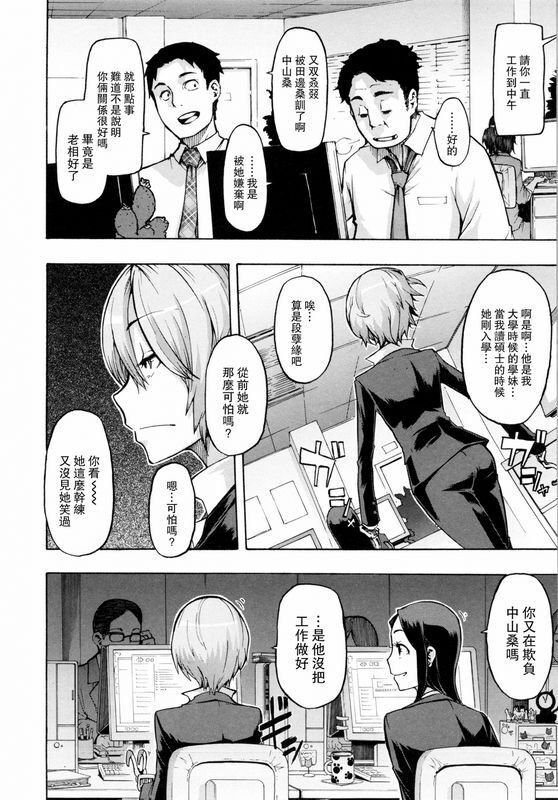 請你一直
工作到中午
……好的
又双叒叕
被田邊桑訓了啊
中山桑
……我是
被她嫌棄啊
就那點事
難道不是說明
你倆關係很好嗎
畢竟是
老相好了
啊是啊…他是我
大學時候的學妹…
當我讀碩士的時候
她剛入學…
唉…
算是段孽緣吧
從前她就
那麼可怕嗎？
嗯…可怕嗎？
你看～～
她這麼幹練
又沒見她笑過
ガタ
ガタ
你又在欺負
中山桑嗎
…是他沒把
工作做好